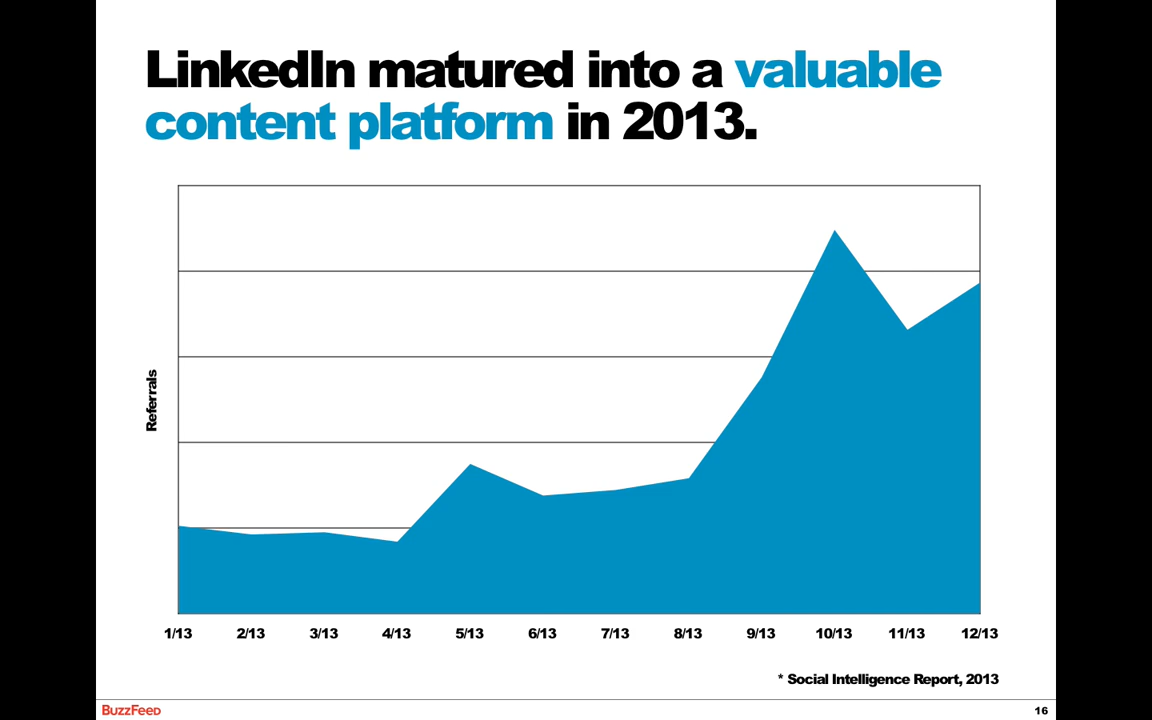 LinkedIn matured into a valuable
content platform in 2013.
Referrals
1/13 2/13 3/13 4/13 5/13 6/13 7/13 8/13 9/13 10/13 11/13 12/13
* Social Intelligence Report, 2013
BuzzFeed 16